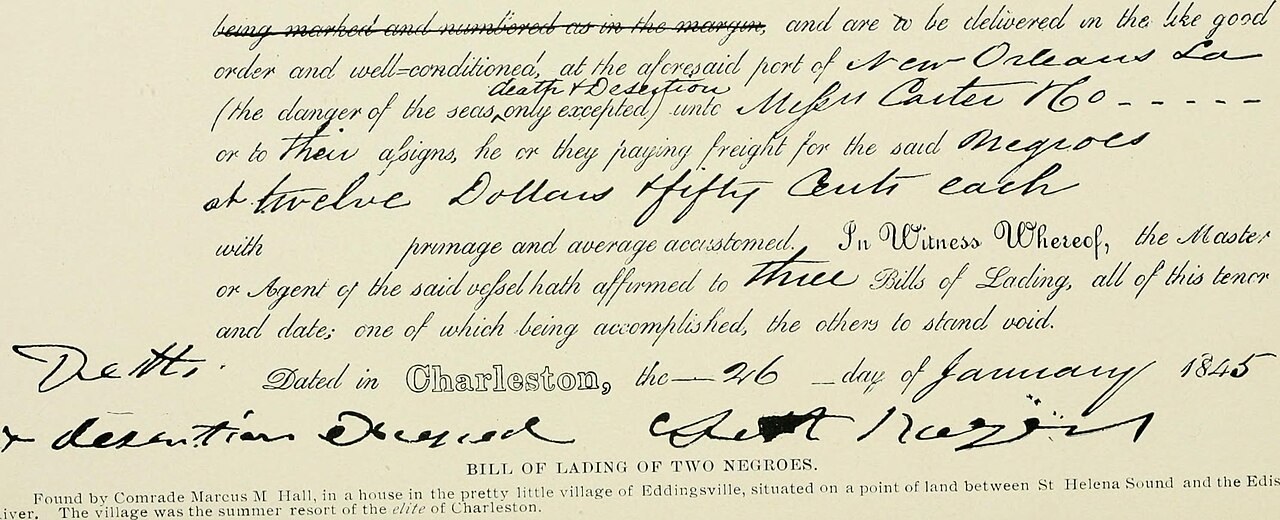 being marked and numbered as in the margin, and are to be delivered in the like good
order and well=conditioned, at the aforesaid port of New Orleans La
death & Desertion
(the danger of the seas, only excepted) unto Messrs Carter & Co - - - - -
or to their assigns, he or they paying freight for the said Negroes
at twelve Dollars & fifty Cents each
with primage and average accustomed. In Witness Whereof, the Master
or Agent of the said vessel hath affirmed to three Bills of Lading, all of this tenor
and date; one of which being accomplished, the others to stand void.
Dated in Charleston, the 26 day of January 1845
& desertion
BILL OF LADING OF TWO NEGROES.
Found by Comrade Marcus M Hall, in a house in the pretty little village of Eddingsville, situated on a point of land between St Helena Sound and the Edis
iver. The village was the summer resort of the elite of Charleston.